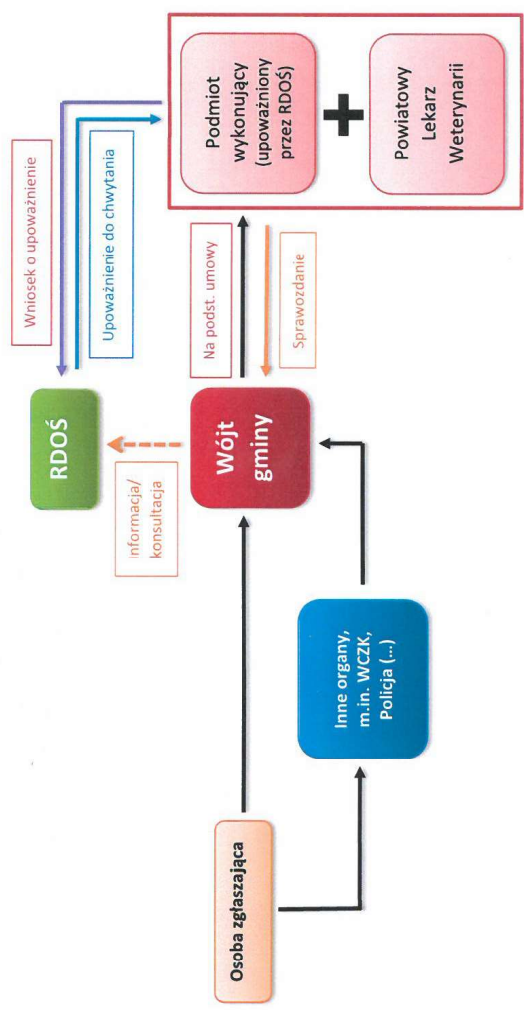 Wniosek o upoważnienie
Upoważnienie do chwytania
RDOŚ
Informacja/
konsultacja
Na podst. umowy
Sprawozdanie
Wójt
gminy
Podmiot
wykonujący
(upoważniony
przez RDOŚ)
Powiatowy
Lekarz
Weterynarii
Osoba zgłaszająca
Inne organy,
m.in. WCZK,
Policja (...)